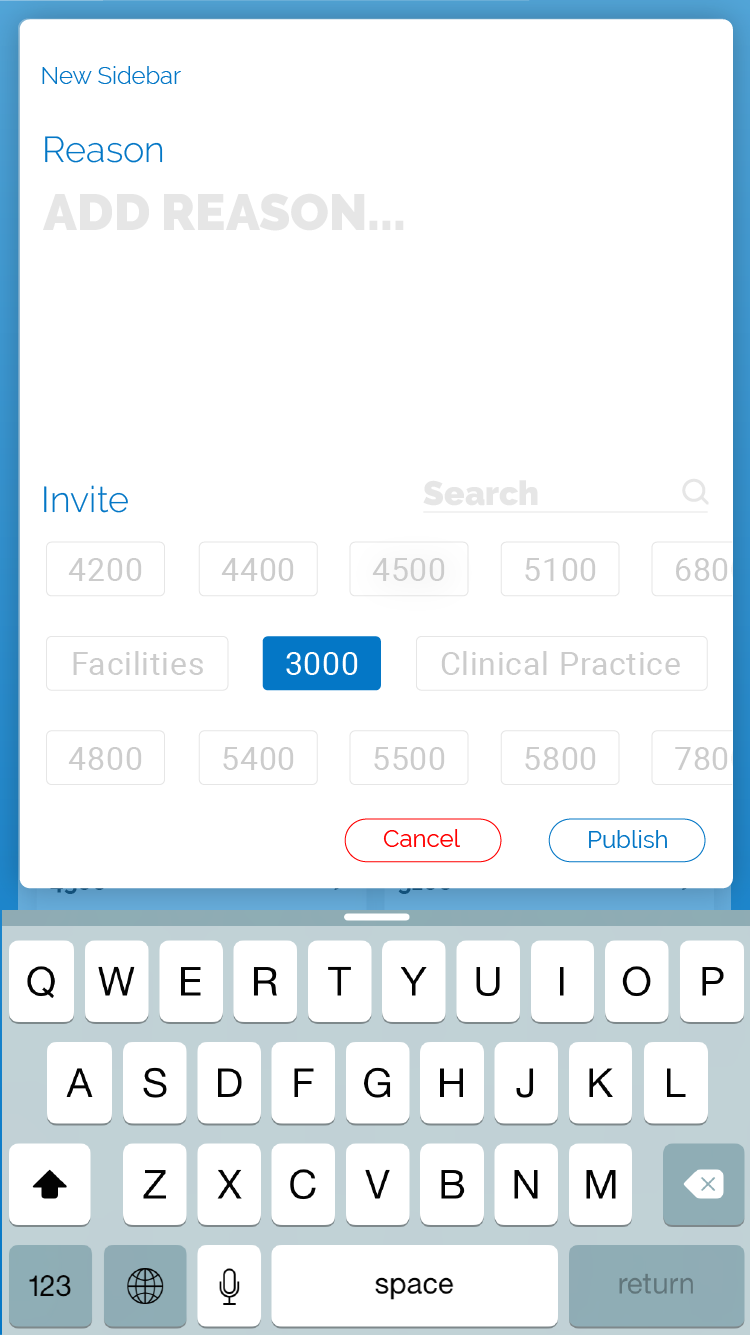 New Sidebar
Reason
ADD REASON...
Invite Search
4200 4400 4500 5100 680
Facilities 3000 Clinical Practice
4800 5400 5500 5800 780
Cancel Publish
Q W E R T Y U I O P
A S D F G H J K L
Z X C V B N M
123 space return